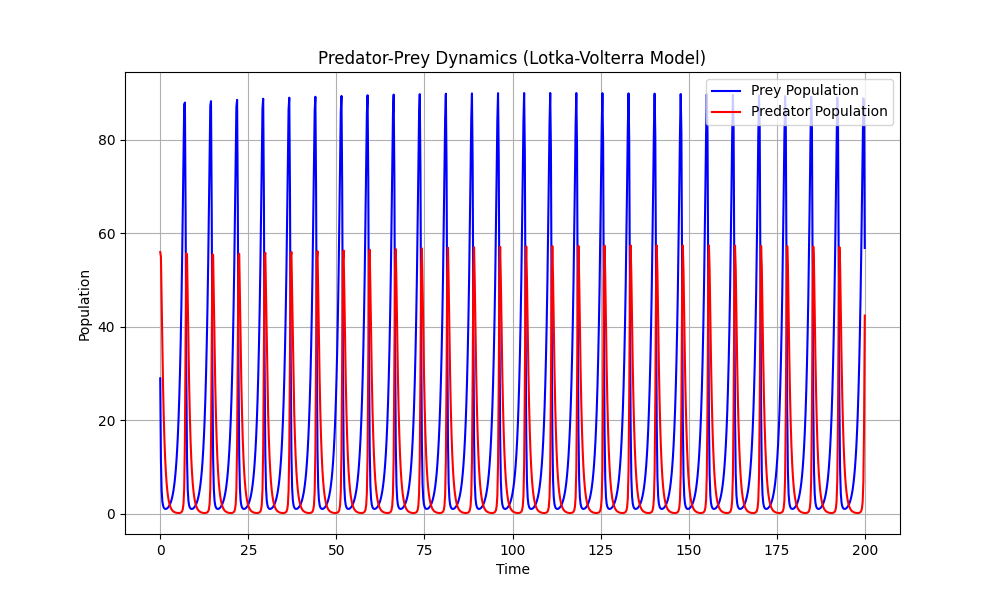 Predator-Prey Dynamics (Lotka-Volterra Model)
Prey Population
Predator Population
80
60
40
20
0
Population
0 25 50 75 100 125 150 175 200
Time